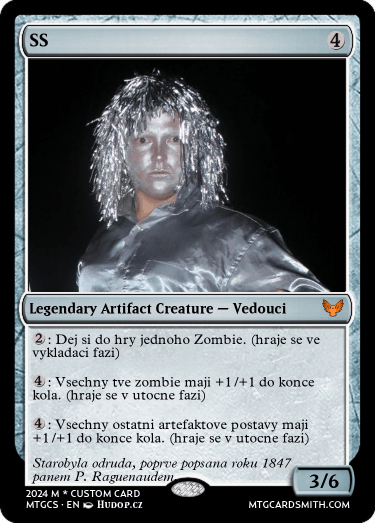 SS 4
Legendary Artifact Creature — Vedouci
2: Dej si do hry jednoho Zombie. (hraje se ve
vykladaci fazi)
4: Vsechny tve zombie maji +1/+1 do konce
kola. (hraje se v utocne fazi)
4: Vsechny ostatni artefaktove postavy maji
+1/+1 do konce kola. (hraje se v utocne fazi)
Starobyla odruda, poprve popsana roku 1847
panem P. Raguenaudem
3/6
2024 M * CUSTOM CARD
MTGCS · EN Hudop.cz
MTGCARDSMITH.COM